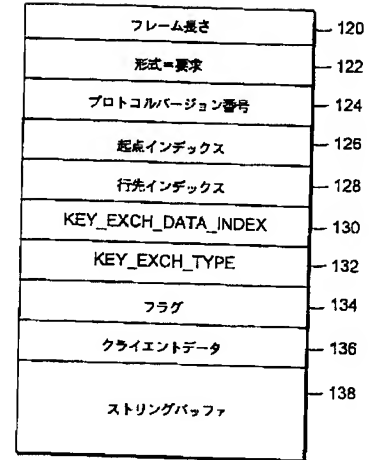 フレーム長さ 120
形式=要求 122
プロトコルバージョン番号 124
起点インデックス 126
行先インデックス 128
KEY_EXCH_DATA_INDEX 130
KEY_EXCH_TYPE 132
フラグ 134
クライエントデータ 136
ストリングバッファ 138